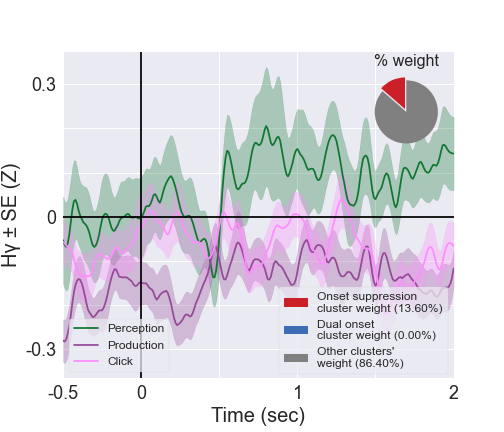 % weight
0.3
0
-0.3
Hγ ± SE (Z)
Perception
Production
Click
Onset suppression
cluster weight (13.60%)
Dual onset
cluster weight (0.00%)
Other clusters'
weight (86.40%)
-0.5
0
1
2
Time (sec)